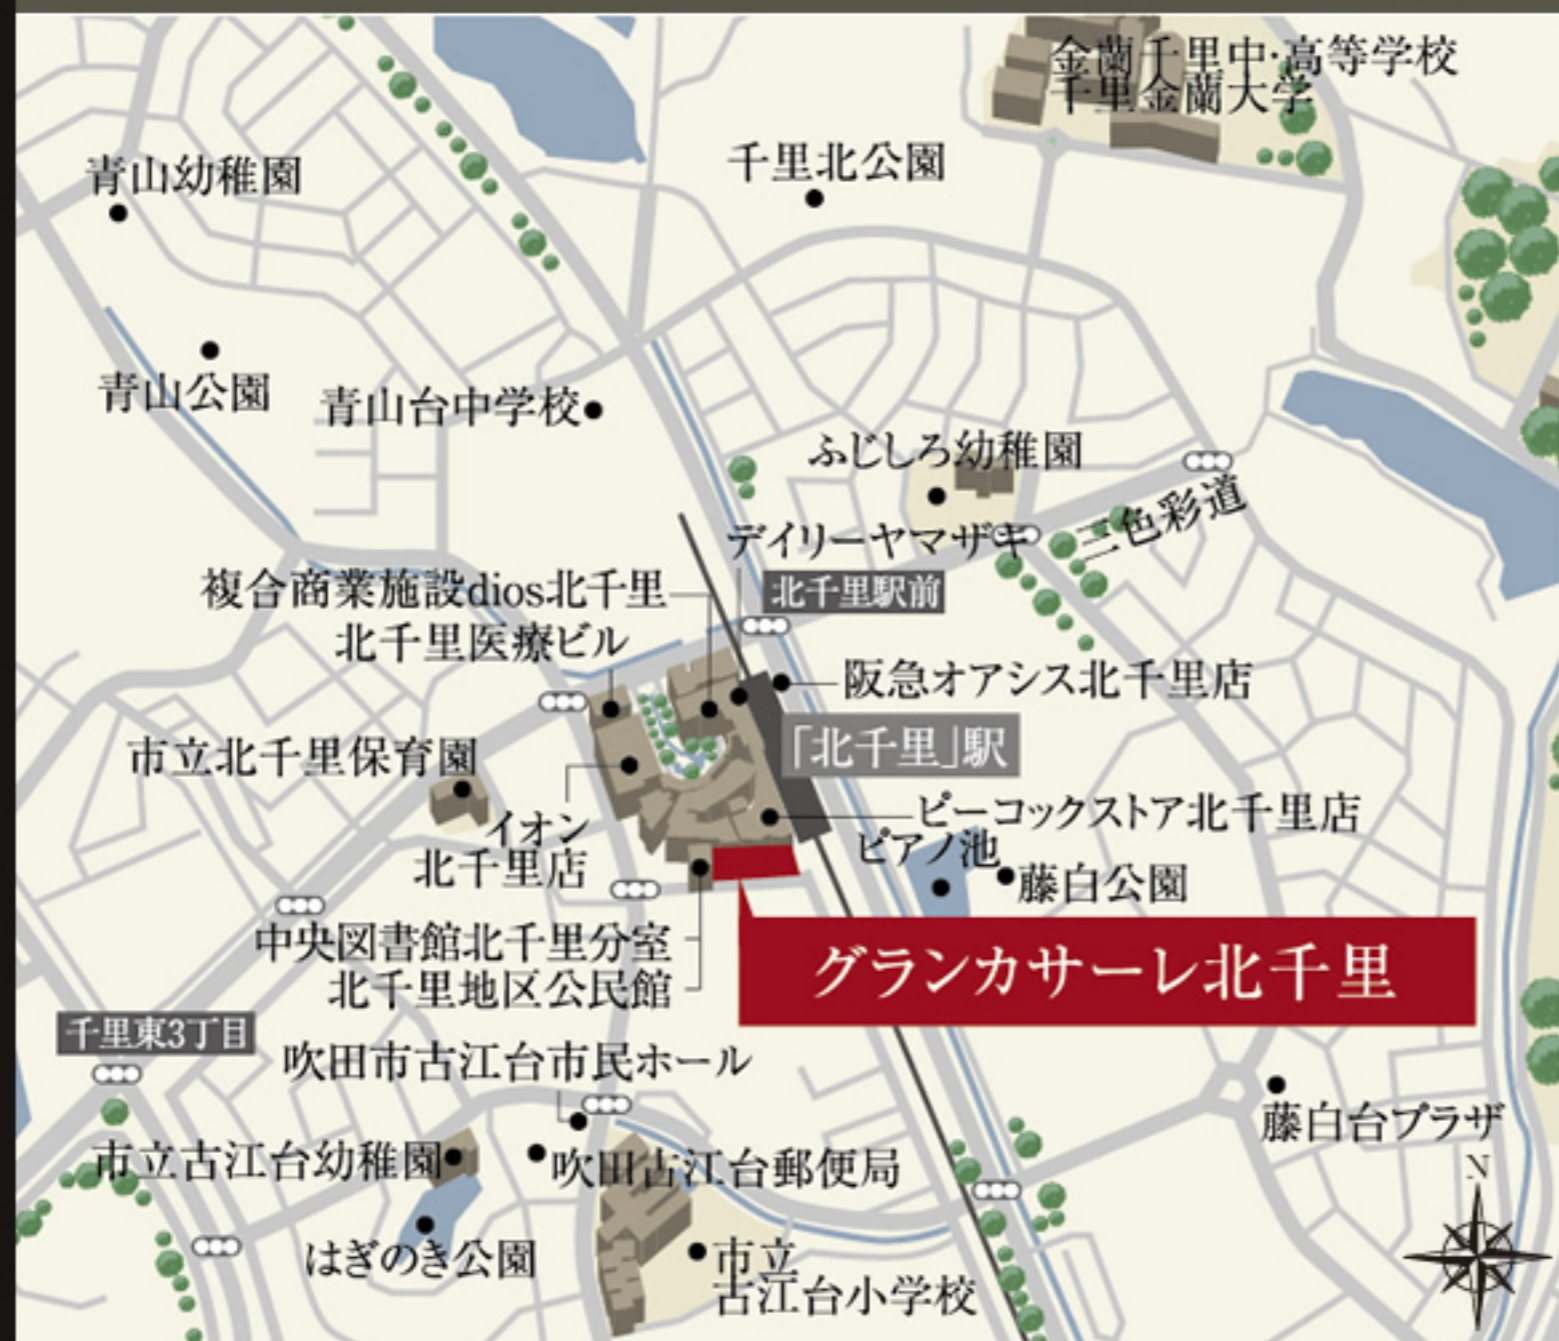 金蘭千里中・高等学校
千里金蘭大学
千里北公園
青山幼稚園
青山公園
青山台中学校
ふじしろ幼稚園
三色彩道
デイリーヤマザキ
複合商業施設dios北千里
北千里駅前
北千里医療ビル
阪急オアシス北千里店
「北千里」駅
市立北千里保育園
イオン
北千里店
ピーコックストア北千里店
ピアノ池
藤白公園
中央図書館北千里分室
北千里地区公民館
グランカサーレ北千里
千里東3丁目
吹田市古江台市民ホール
藤白台プラザ
市立古江台幼稚園
吹田古江台郵便局
N
はぎのき公園
市立
古江台小学校